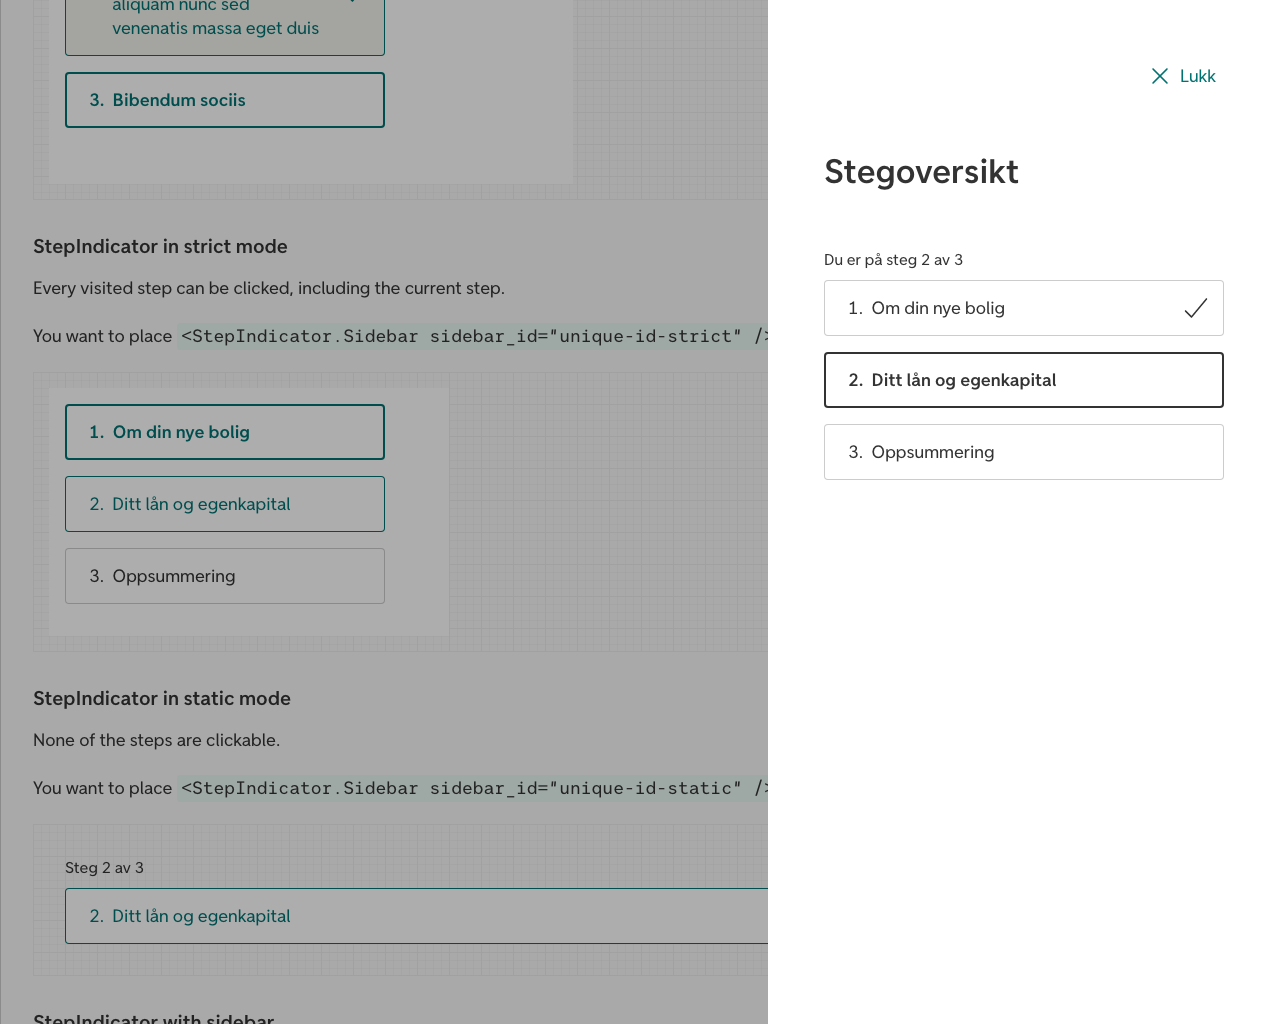 aliquam nunc sed
venenatis massa eget duis
3. Bibendum sociis
StepIndicator in strict mode
Every visited step can be clicked, including the current step.
You want to place <StepIndicator.Sidebar sidebar_id="unique-id-strict" />
1. Om din nye bolig
2. Ditt lån og egenkapital
3. Oppsummering
StepIndicator in static mode
None of the steps are clickable.
You want to place <StepIndicator.Sidebar sidebar_id="unique-id-static" />
Steg 2 av 3
2. Ditt lån og egenkapital
StepIndicator with sidebar
Lukk
Stegoversikt
Du er på steg 2 av 3
1. Om din nye bolig
2. Ditt lån og egenkapital
3. Oppsummering